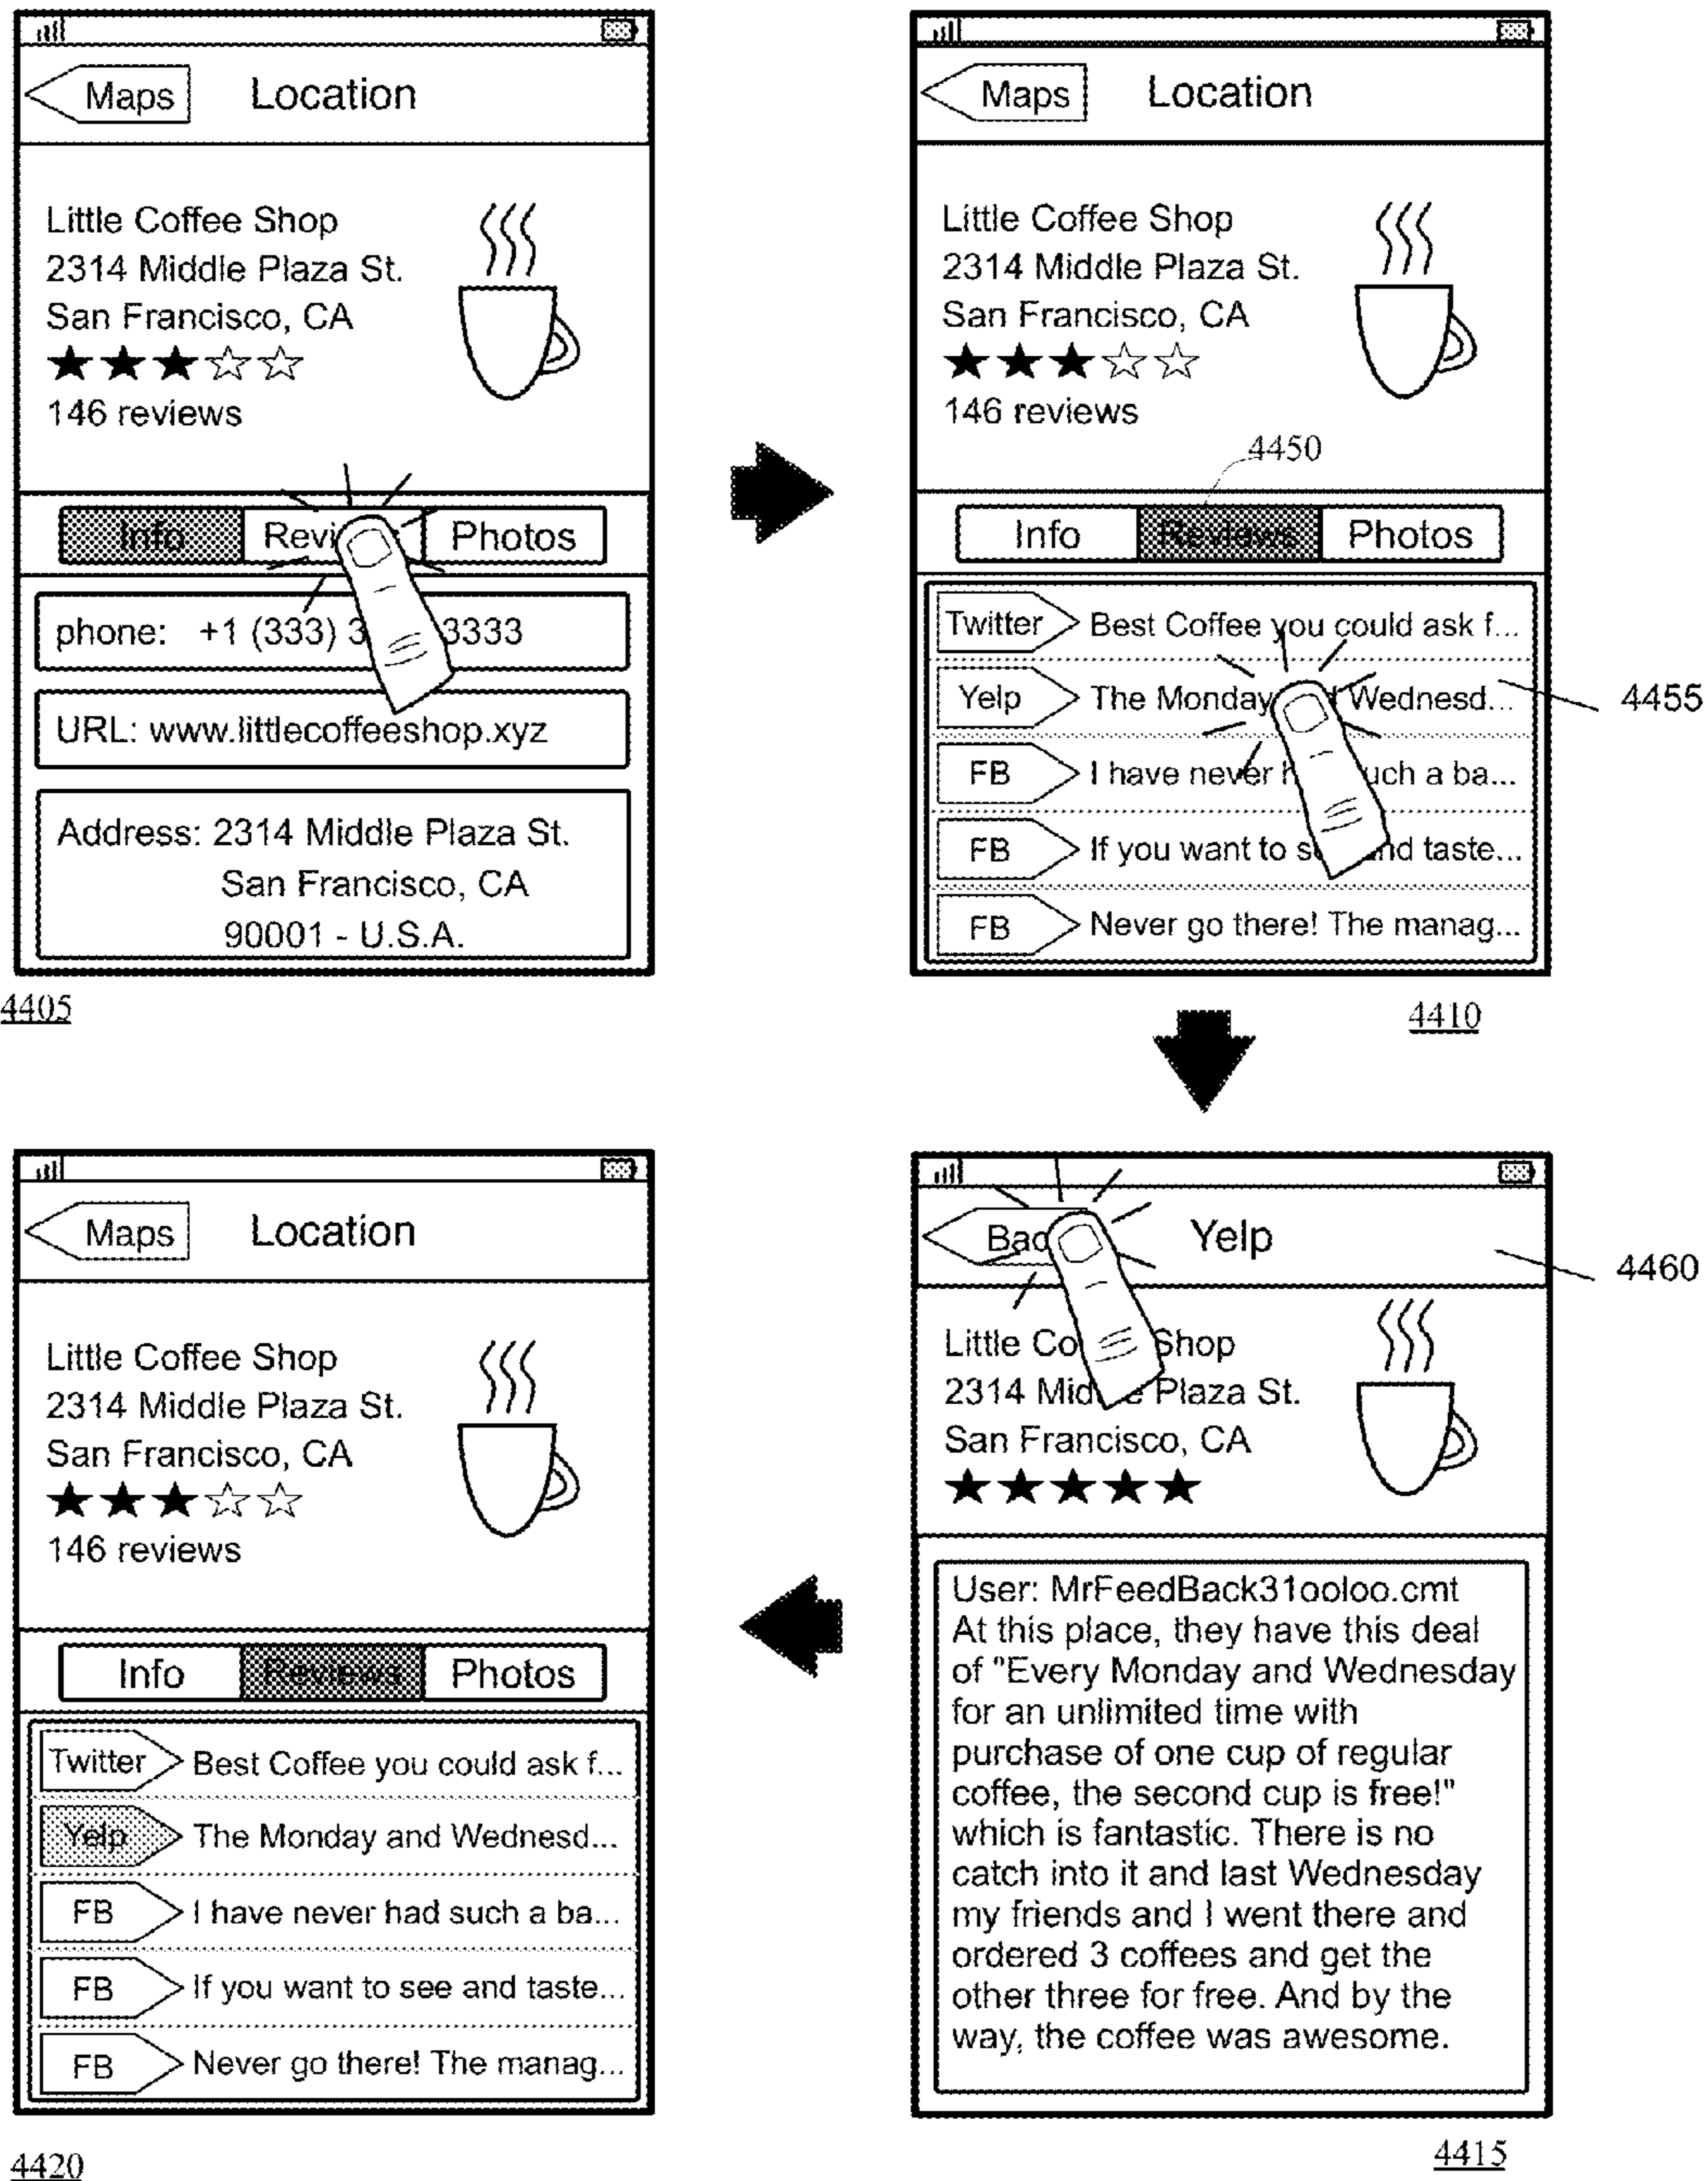 Maps Location
Little Coffee Shop
2314 Middle Plaza St.
San Francisco, CA
146 reviews
Info Photos
phone: +1 (333) 3 3333
URL: www.littlecoffeeshop.xyz
Address: 2314 Middle Plaza St.
San Francisco, CA
90001 - U.S.A.
4405
Maps Location
Little Coffee Shop
2314 Middle Plaza St.
San Francisco, CA
146 reviews
4450
Info Reviews Photos
Twitter Best Coffee you could ask f...
Yelp The Monday Wednesd...
4455
FB I have never uch a ba...
FB If you want to s nd taste...
FB Never go there! The manag...
4410
Yelp
4460
Little Co Shop
2314 Middle Plaza St.
San Francisco, CA
User: MrFeedBack31ooloo.cmt
At this place, they have this deal
of "Every Monday and Wednesday
for an unlimited time with
purchase of one cup of regular
coffee, the second cup is free!"
which is fantastic. There is no
catch into it and last Wednesday
my friends and I went there and
ordered 3 coffees and get the
other three for free. And by the
way, the coffee was awesome.
4415
Maps Location
Little Coffee Shop
2314 Middle Plaza St.
San Francisco, CA
146 reviews
Info Reviews Photos
Twitter Best Coffee you could ask f...
Yelp The Monday and Wednesd...
FB I have never had such a ba...
FB If you want to see and taste...
FB Never go there! The manag...
4420